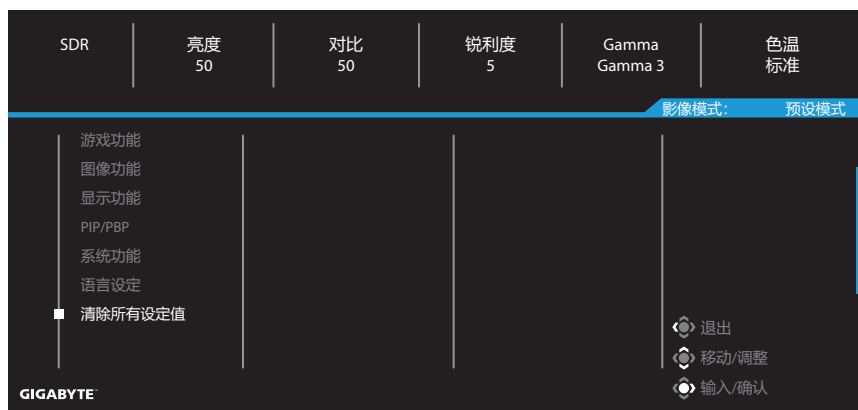 SDR 亮度 对比 锐利度 Gamma 色温
50 50 5 Gamma 3 标准
影像模式: 预设模式
游戏功能
图像功能
显示功能
PIP/PBP
系统功能
语言设定
清除所有设定值
退出
移动/调整
输入/确认
GIGABYTE™